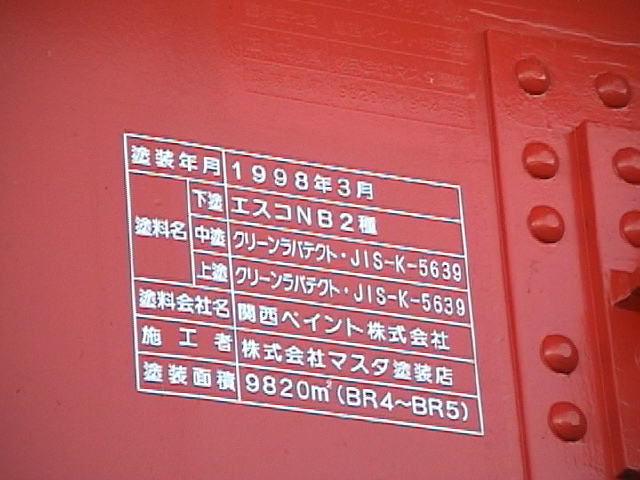 塗装年月 1998年3月
塗料名 下塗 エスコNB2種
中塗 クリーンラバテクト・JIS-K-5639
上塗 クリーンラバテクト・JIS-K-5639
塗料会社名 関西ペイント株式会社
施工者 株式会社マスダ塗装店
塗装面積 9820m²(BR4～BR5)